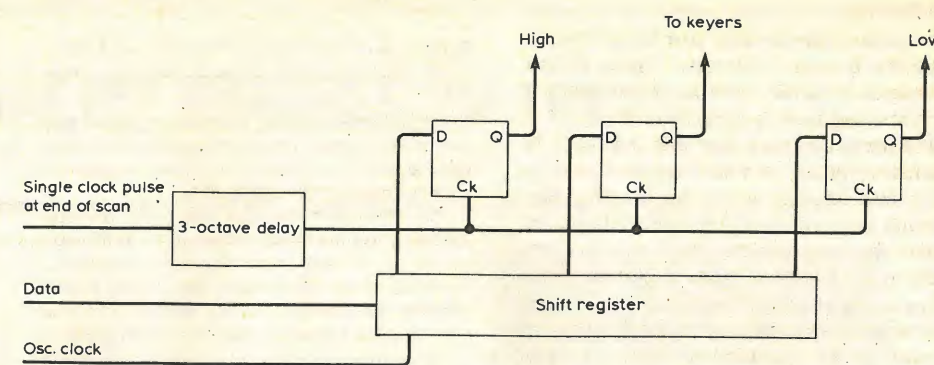 High
To keyers
Low
D Q
Ck
D Q
Ck
D Q
Ck
Single clock pulse
at end of scan
3-octave delay
Data
Shift register
Osc. clock